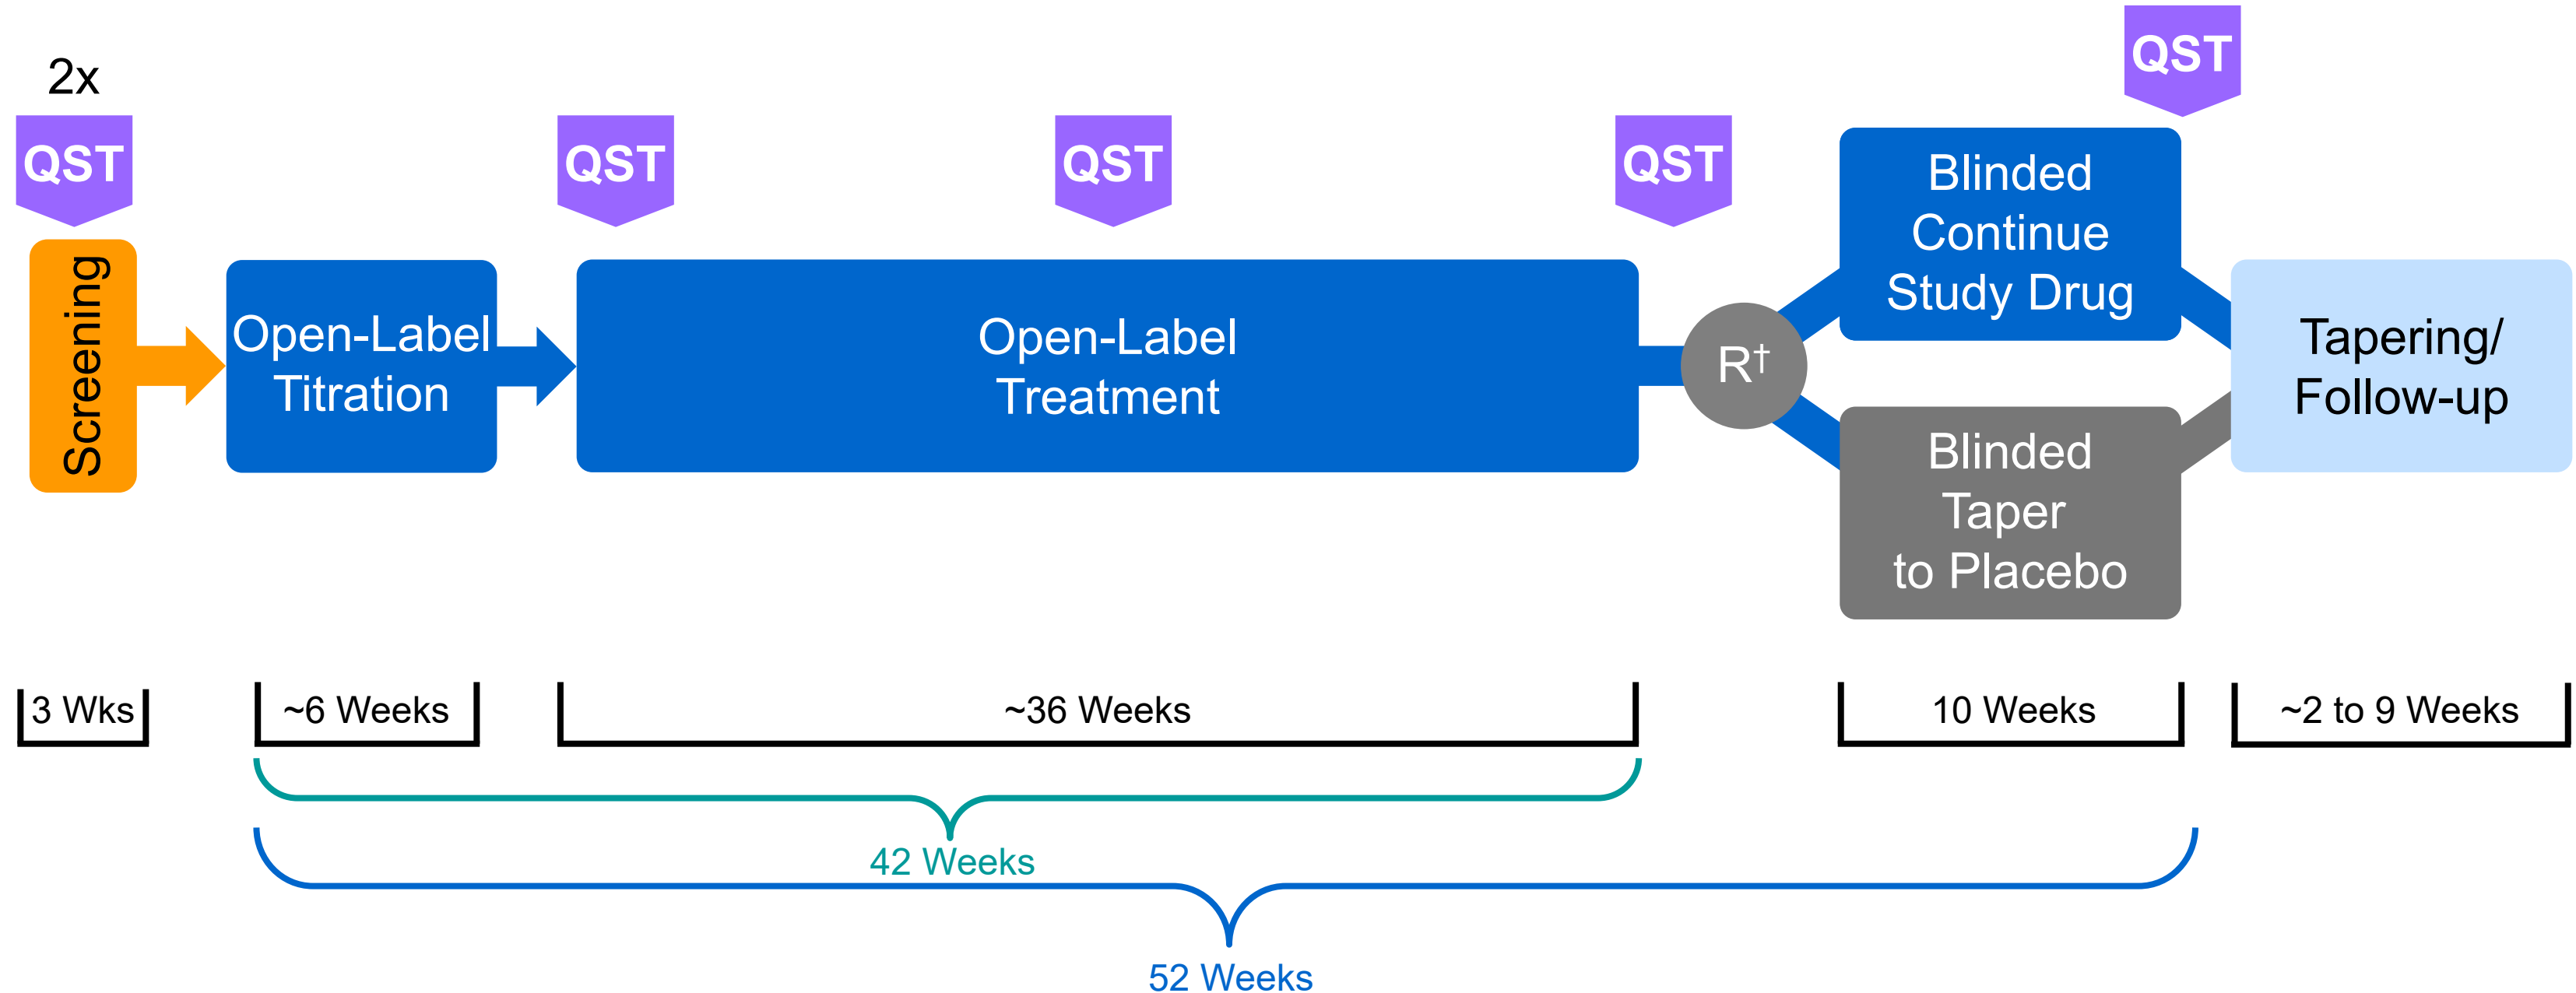 2x
QST
QST
QST
QST
QST
Screening
Open-Label
Titration
Open-Label
Treatment
R†
Blinded
Continue
Study Drug
Blinded
Taper
to Placebo
Tapering/
Follow-up
3 Wks
~6 Weeks
~36 Weeks
10 Weeks
~2 to 9 Weeks
42 Weeks
52 Weeks